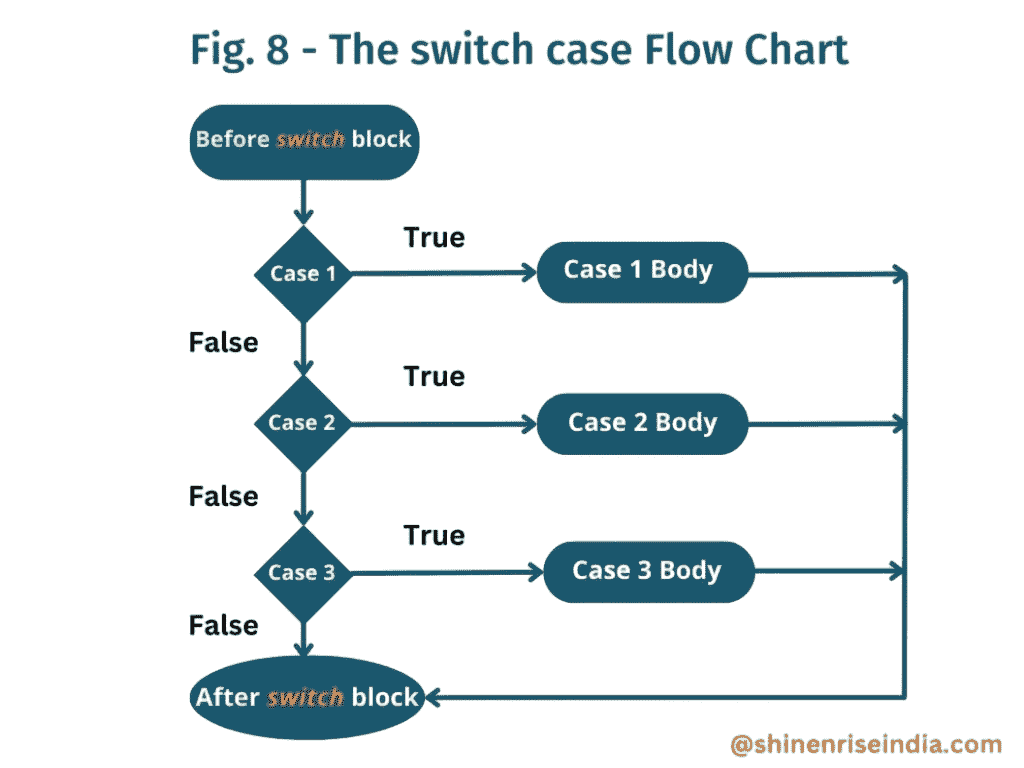 Fig. 8 - The switch case Flow Chart
Before switch block
True
Case 1
Case 1 Body
False
True
Case 2
Case 2 Body
False
True
Case 3
Case 3 Body
False
After switch block
@shinenriseindia.com